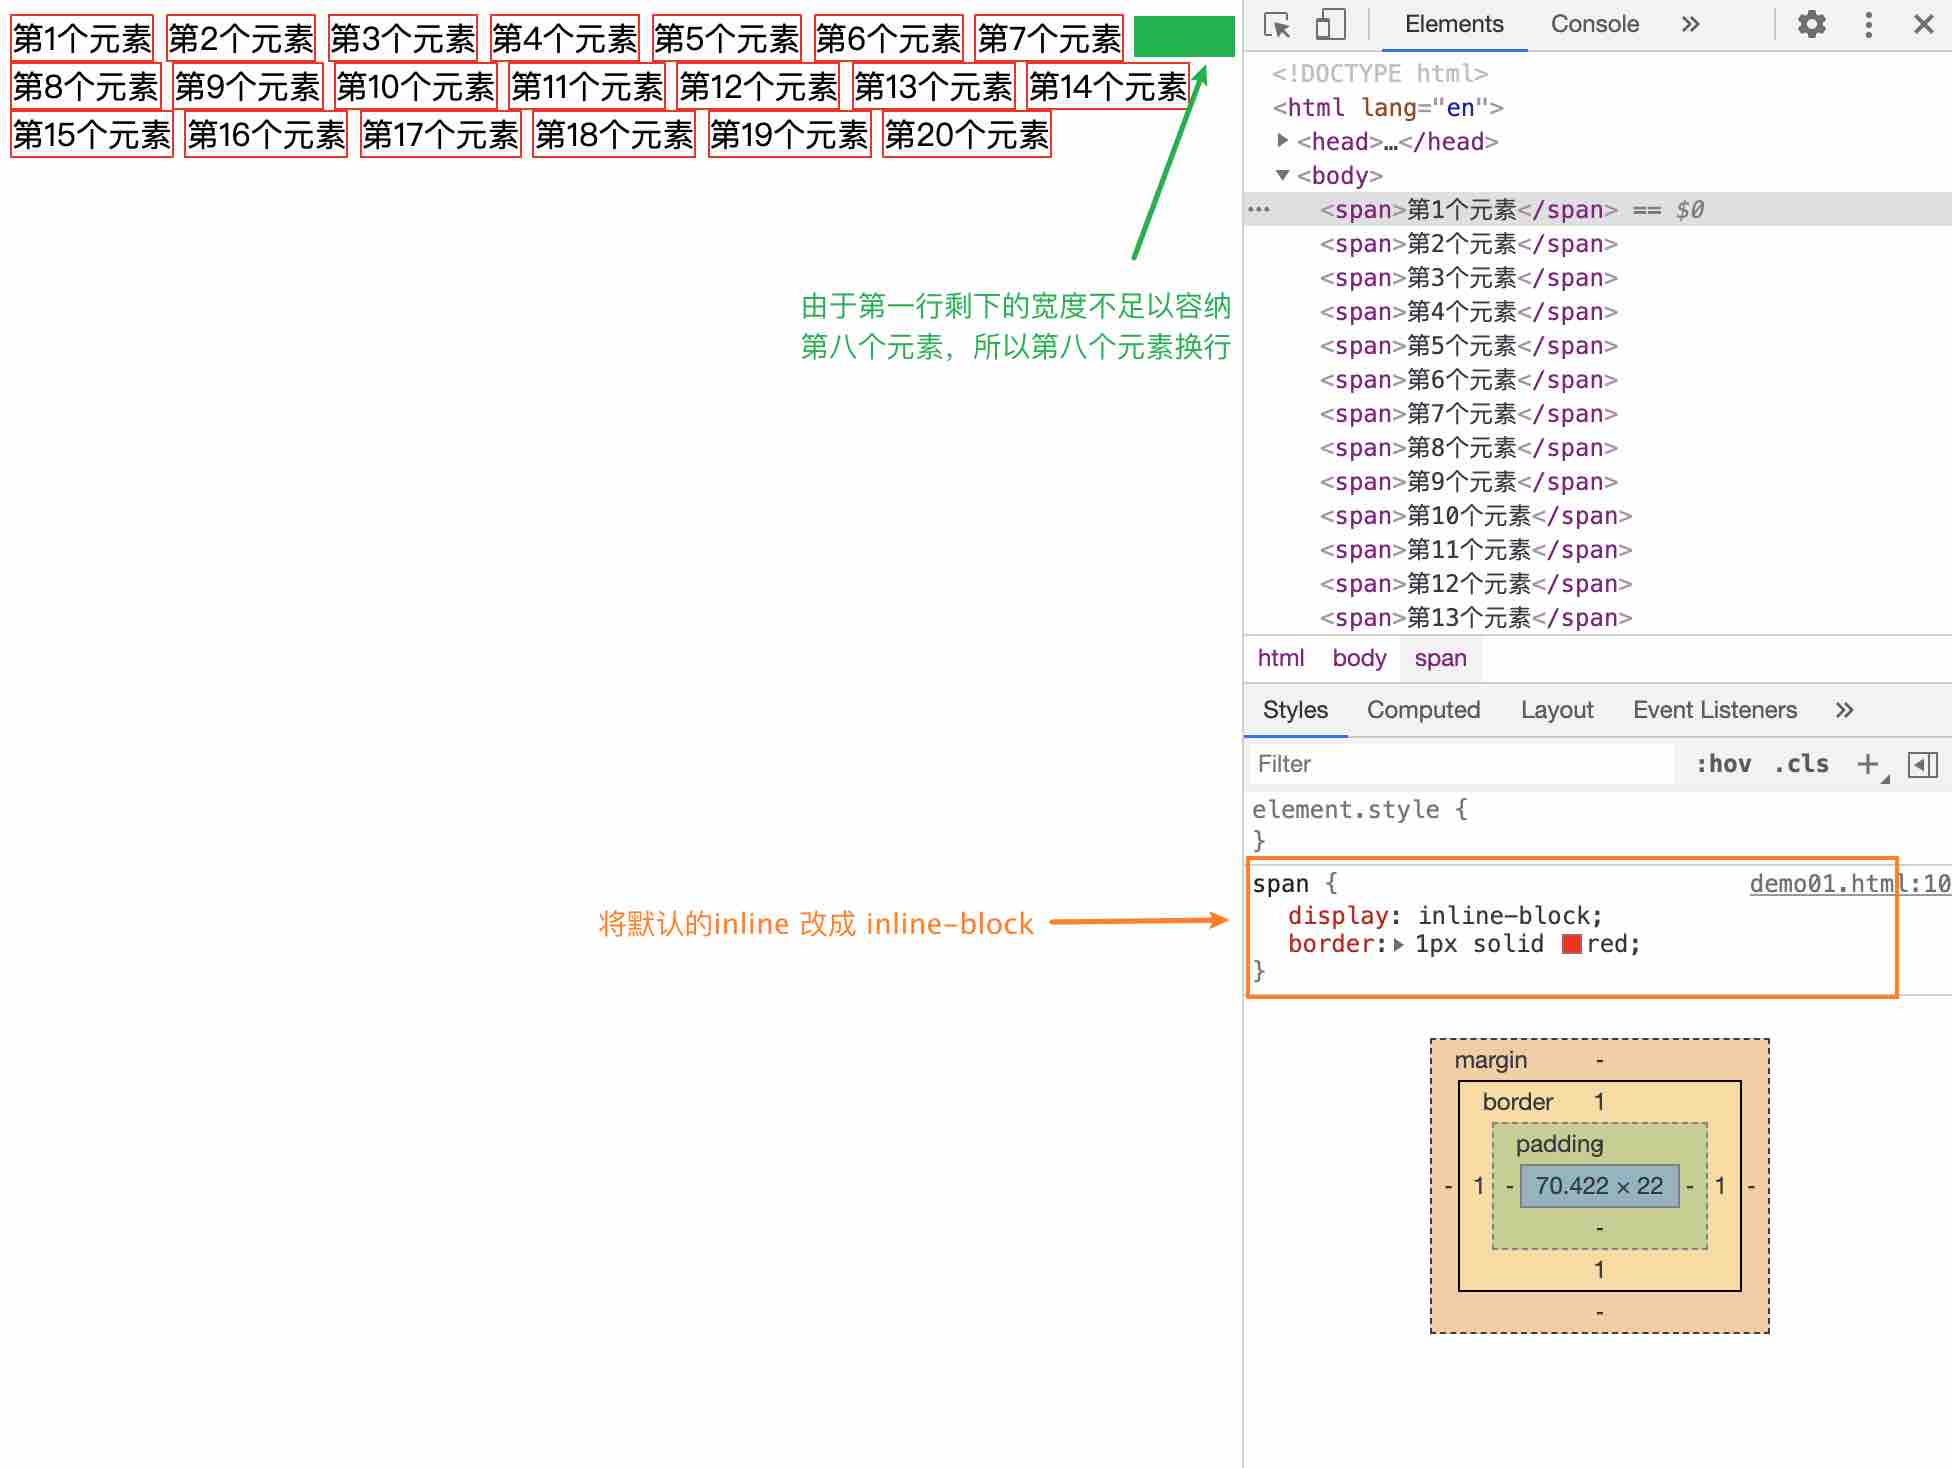 第1个元素 第2个元素 第3个元素 第4个元素 第5个元素 第6个元素 第7个元素
第8个元素 第9个元素 第10个元素 第11个元素 第12个元素 第13个元素 第14个元素
第15个元素 第16个元素 第17个元素 第18个元素 第19个元素 第20个元素
由于第一行剩下的宽度不足以容纳
第八个元素，所以第八个元素换行
将默认的inline 改成 inline-block
Elements Console »
<!DOCTYPE html>
<html lang="en">
<head>…</head>
<body>
<span>第1个元素</span> == $0
<span>第2个元素</span>
<span>第3个元素</span>
<span>第4个元素</span>
<span>第5个元素</span>
<span>第6个元素</span>
<span>第7个元素</span>
<span>第8个元素</span>
<span>第9个元素</span>
<span>第10个元素</span>
<span>第11个元素</span>
<span>第12个元素</span>
<span>第13个元素</span>
html body span
Styles Computed Layout Event Listeners »
Filter :hov .cls +
element.style {
}
span { demo01.html:10
display: inline-block;
border: 1px solid red;
}
margin -
border 1
padding -
- 1 - 70.422 × 22 - 1 -
-
1
-